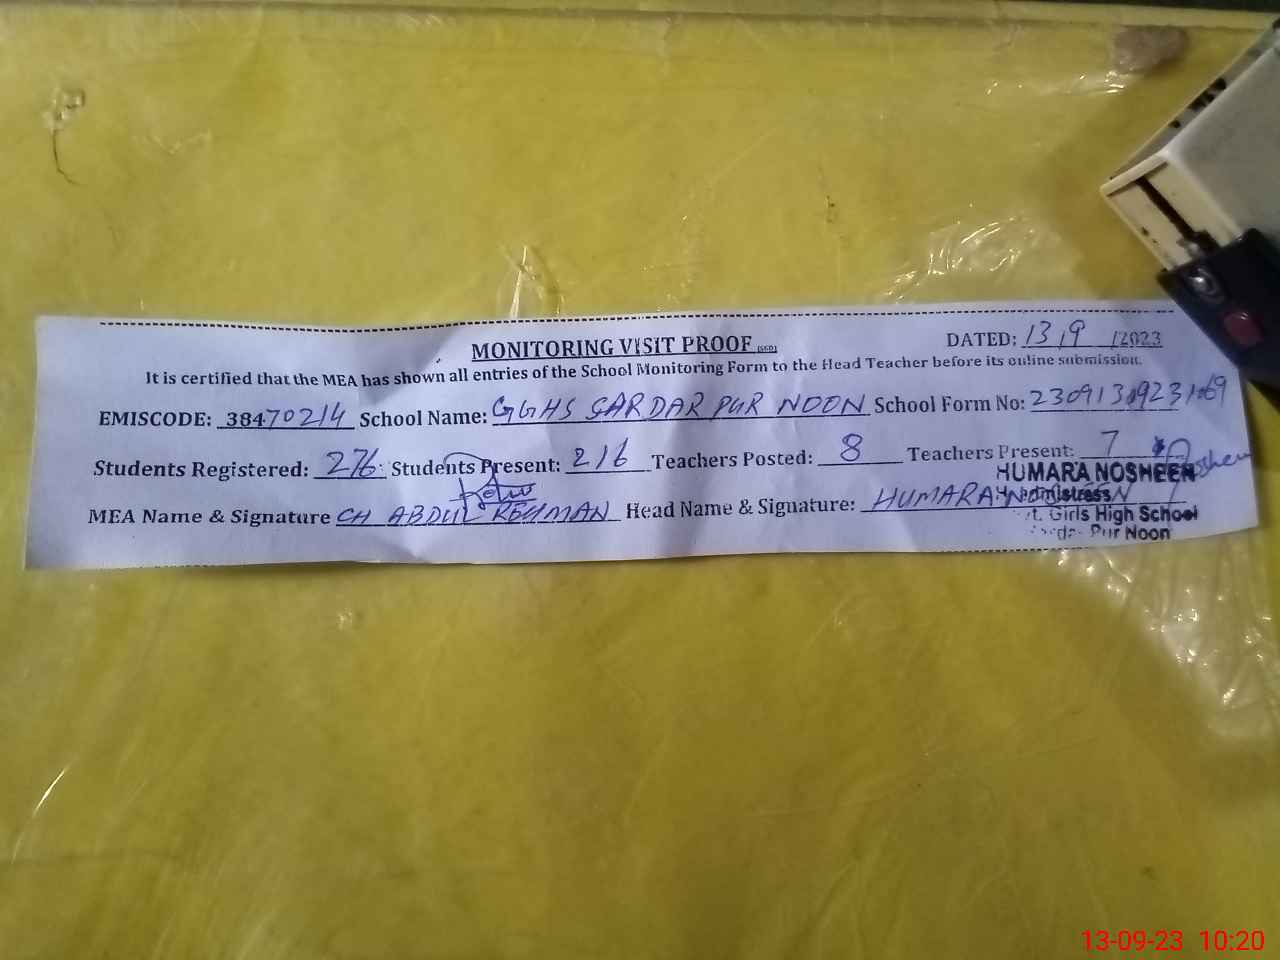 MONITORING VISIT PROOF (SED) DATED: 13/9/2023
It is certified that the MEA has shown all entries of the School Monitoring Form to the Head Teacher before its online submission.
EMISCODE: 38470214 School Name: GGHS SARDAR PUR NOON School Form No:
Students Registered: 276 Students Present: 216 Teachers Posted: 8 Teachers Present: 7
HUMARA NOSHEEN
MEA Name & Signature CH ABDUL REHMAN Head Name & Signature: HUMARA
Headmistress
Girls High School
Pur Noon
13-09-23 10:20